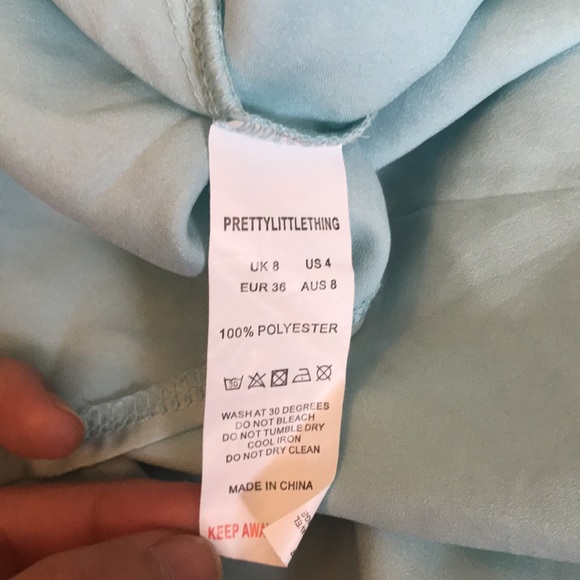 PRETTYLITTLETHING
UK 8 US 4
EUR 36 AUS 8
100% POLYESTER
30
WASH AT 30 DEGREES
DO NOT BLEACH
DO NOT TUMBLE DRY
COOL IRON
DO NOT DRY CLEAN
MADE IN CHINA
KEEP